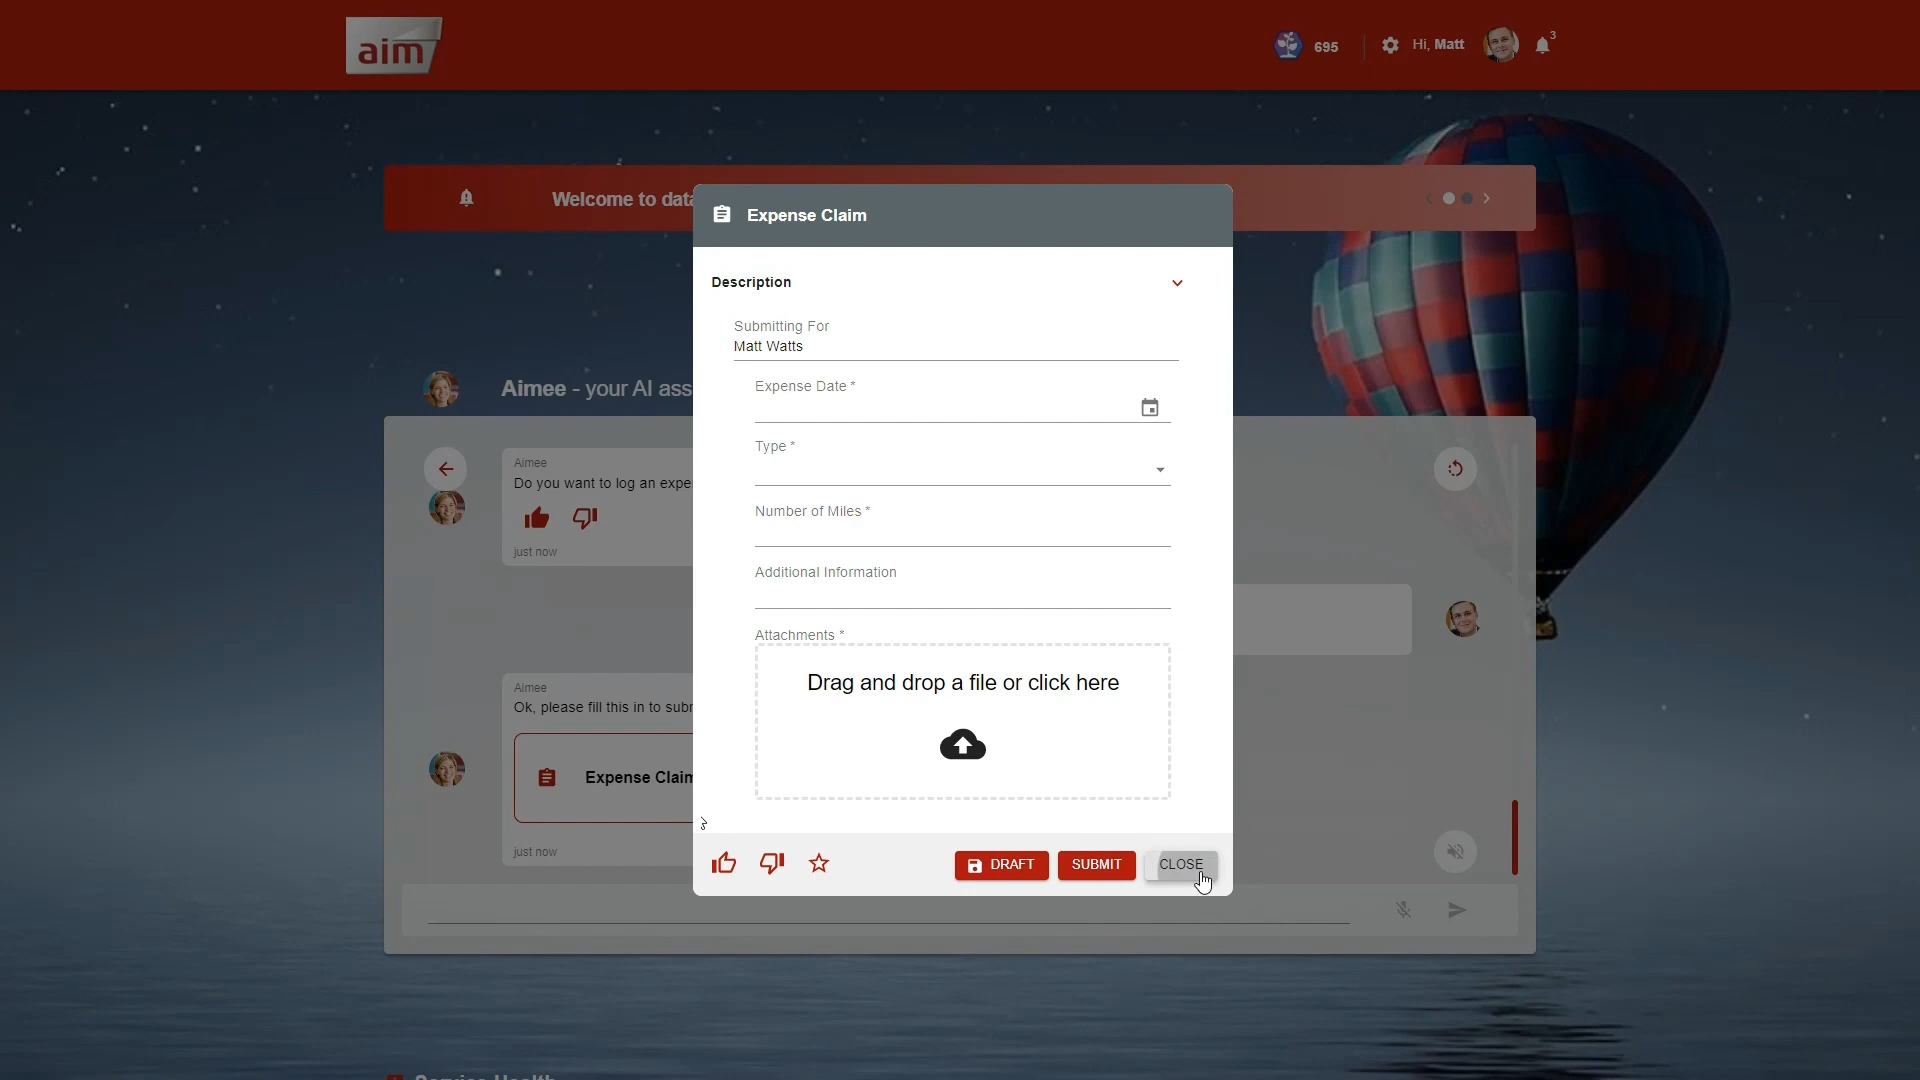 aim
695
Hi, Matt
3
Welcome to data
Expense Claim
Description
Submitting For
Matt Watts
Expense Date *
Aimee - your AI ass
Type *
Aimee
Do you want to log an expe
just now
Number of Miles *
Additional Information
Attachments *
Drag and drop a file or click here
Aimee
Ok, please fill this in to subm
Expense Claim
just now
DRAFT
SUBMIT
CLOSE